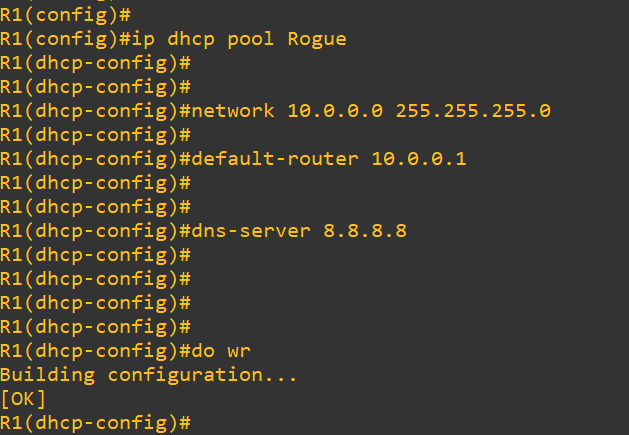 R1(config)#
R1(config)#ip dhcp pool Rogue
R1(dhcp-config)#
R1(dhcp-config)#
R1(dhcp-config)#network 10.0.0.0 255.255.255.0
R1(dhcp-config)#
R1(dhcp-config)#default-router 10.0.0.1
R1(dhcp-config)#
R1(dhcp-config)#
R1(dhcp-config)#dns-server 8.8.8.8
R1(dhcp-config)#
R1(dhcp-config)#
R1(dhcp-config)#
R1(dhcp-config)#
R1(dhcp-config)#do wr
Building configuration...
[OK]
R1(dhcp-config)#